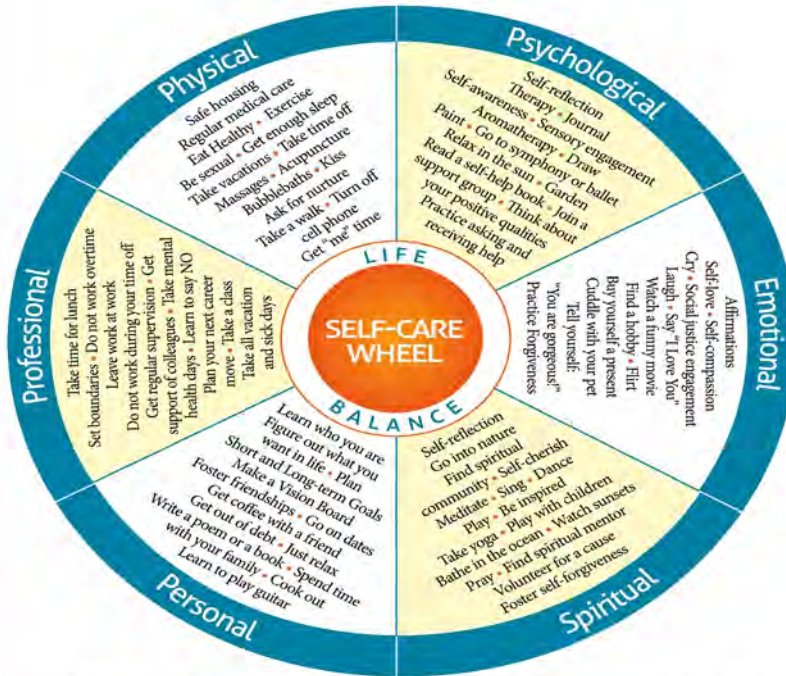 Physical
Safe housing
Regular medical care
Eat Healthy • Exercise
Be sexual • Get enough sleep
Take vacations • Take time off
Massages • Acupuncture
Bubblebaths • Kiss
Ask for nurture
Take a walk • Turn off
cell phone
Get "me" time
Psychological
Self-reflection
Therapy • Journal
Self-awareness • Sensory engagement
Aromatherapy • Draw
Paint • Go to symphony or ballet
Relax in the sun • Garden
Read a self-help book • Join a
support group • Think about
your positive qualities
Practice asking and
receiving help
Emotional
Affirmations
Self-love • Self-compassion
Cry • Social justice engagement
Laugh • Say "I Love You"
Watch a funny movie
Find a hobby • Flirt
Buy yourself a present
Cuddle with your pet
Tell yourself:
"You are gorgeous!"
Practice Forgiveness
Spiritual
Self-reflection
Go into nature
Find spiritual
community • Self-cherish
Meditate • Sing • Dance
Play • Be inspired
Take yoga • Play with children
Bathe in the ocean • Watch sunsets
Pray • Find spiritual mentor
Volunteer for a cause
Foster self-forgiveness
Personal
Learn who you are
Figure out what you
want in life • Plan
Short and Long-term Goals
Make a Vision Board
Foster friendships • Go on dates
Get coffee with a friend
Get out of debt • Just relax
Write a poem or a book • Spend time
with your family • Cook out
Learn to play guitar
Professional
Take time for lunch
Set boundaries • Do not work overtime
Leave work at work
Do not work during your time off
Get regular supervision • Get
support of colleagues • Take mental
health days • Learn to say NO
Plan your next career
move • Take a class
Take all vacation
and sick days
LIFE
SELF-CARE
WHEEL
BALANCE